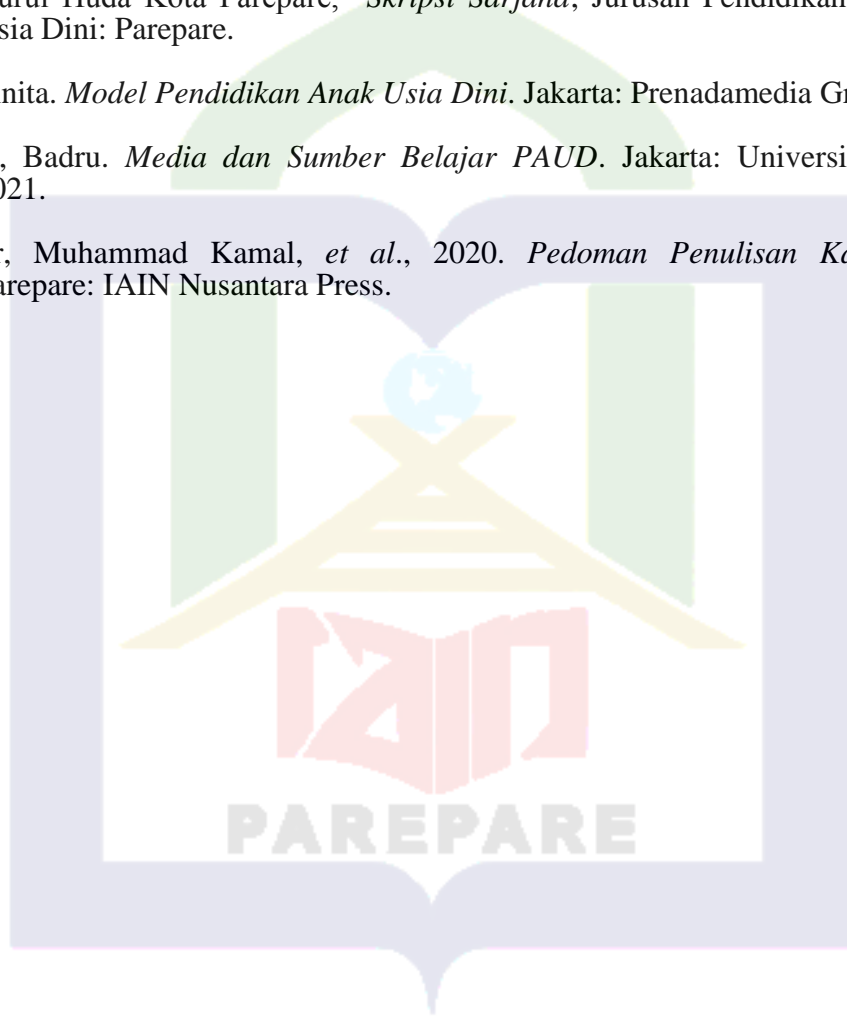 Huda Kota Parepare," Skripsi Sarjana, Jurusan Pendidikan
sia Dini: Parepare.
nita. Model Pendidikan Anak Usia Dini. Jakarta: Prenadamedia Gr
, Badru. Media dan Sumber Belajar PAUD. Jakarta: Universi
021.
r, Muhammad Kamal, et al., 2020. Pedoman Penulisan Ka
arepare: IAIN Nusantara Press.
iain
PAREPARE